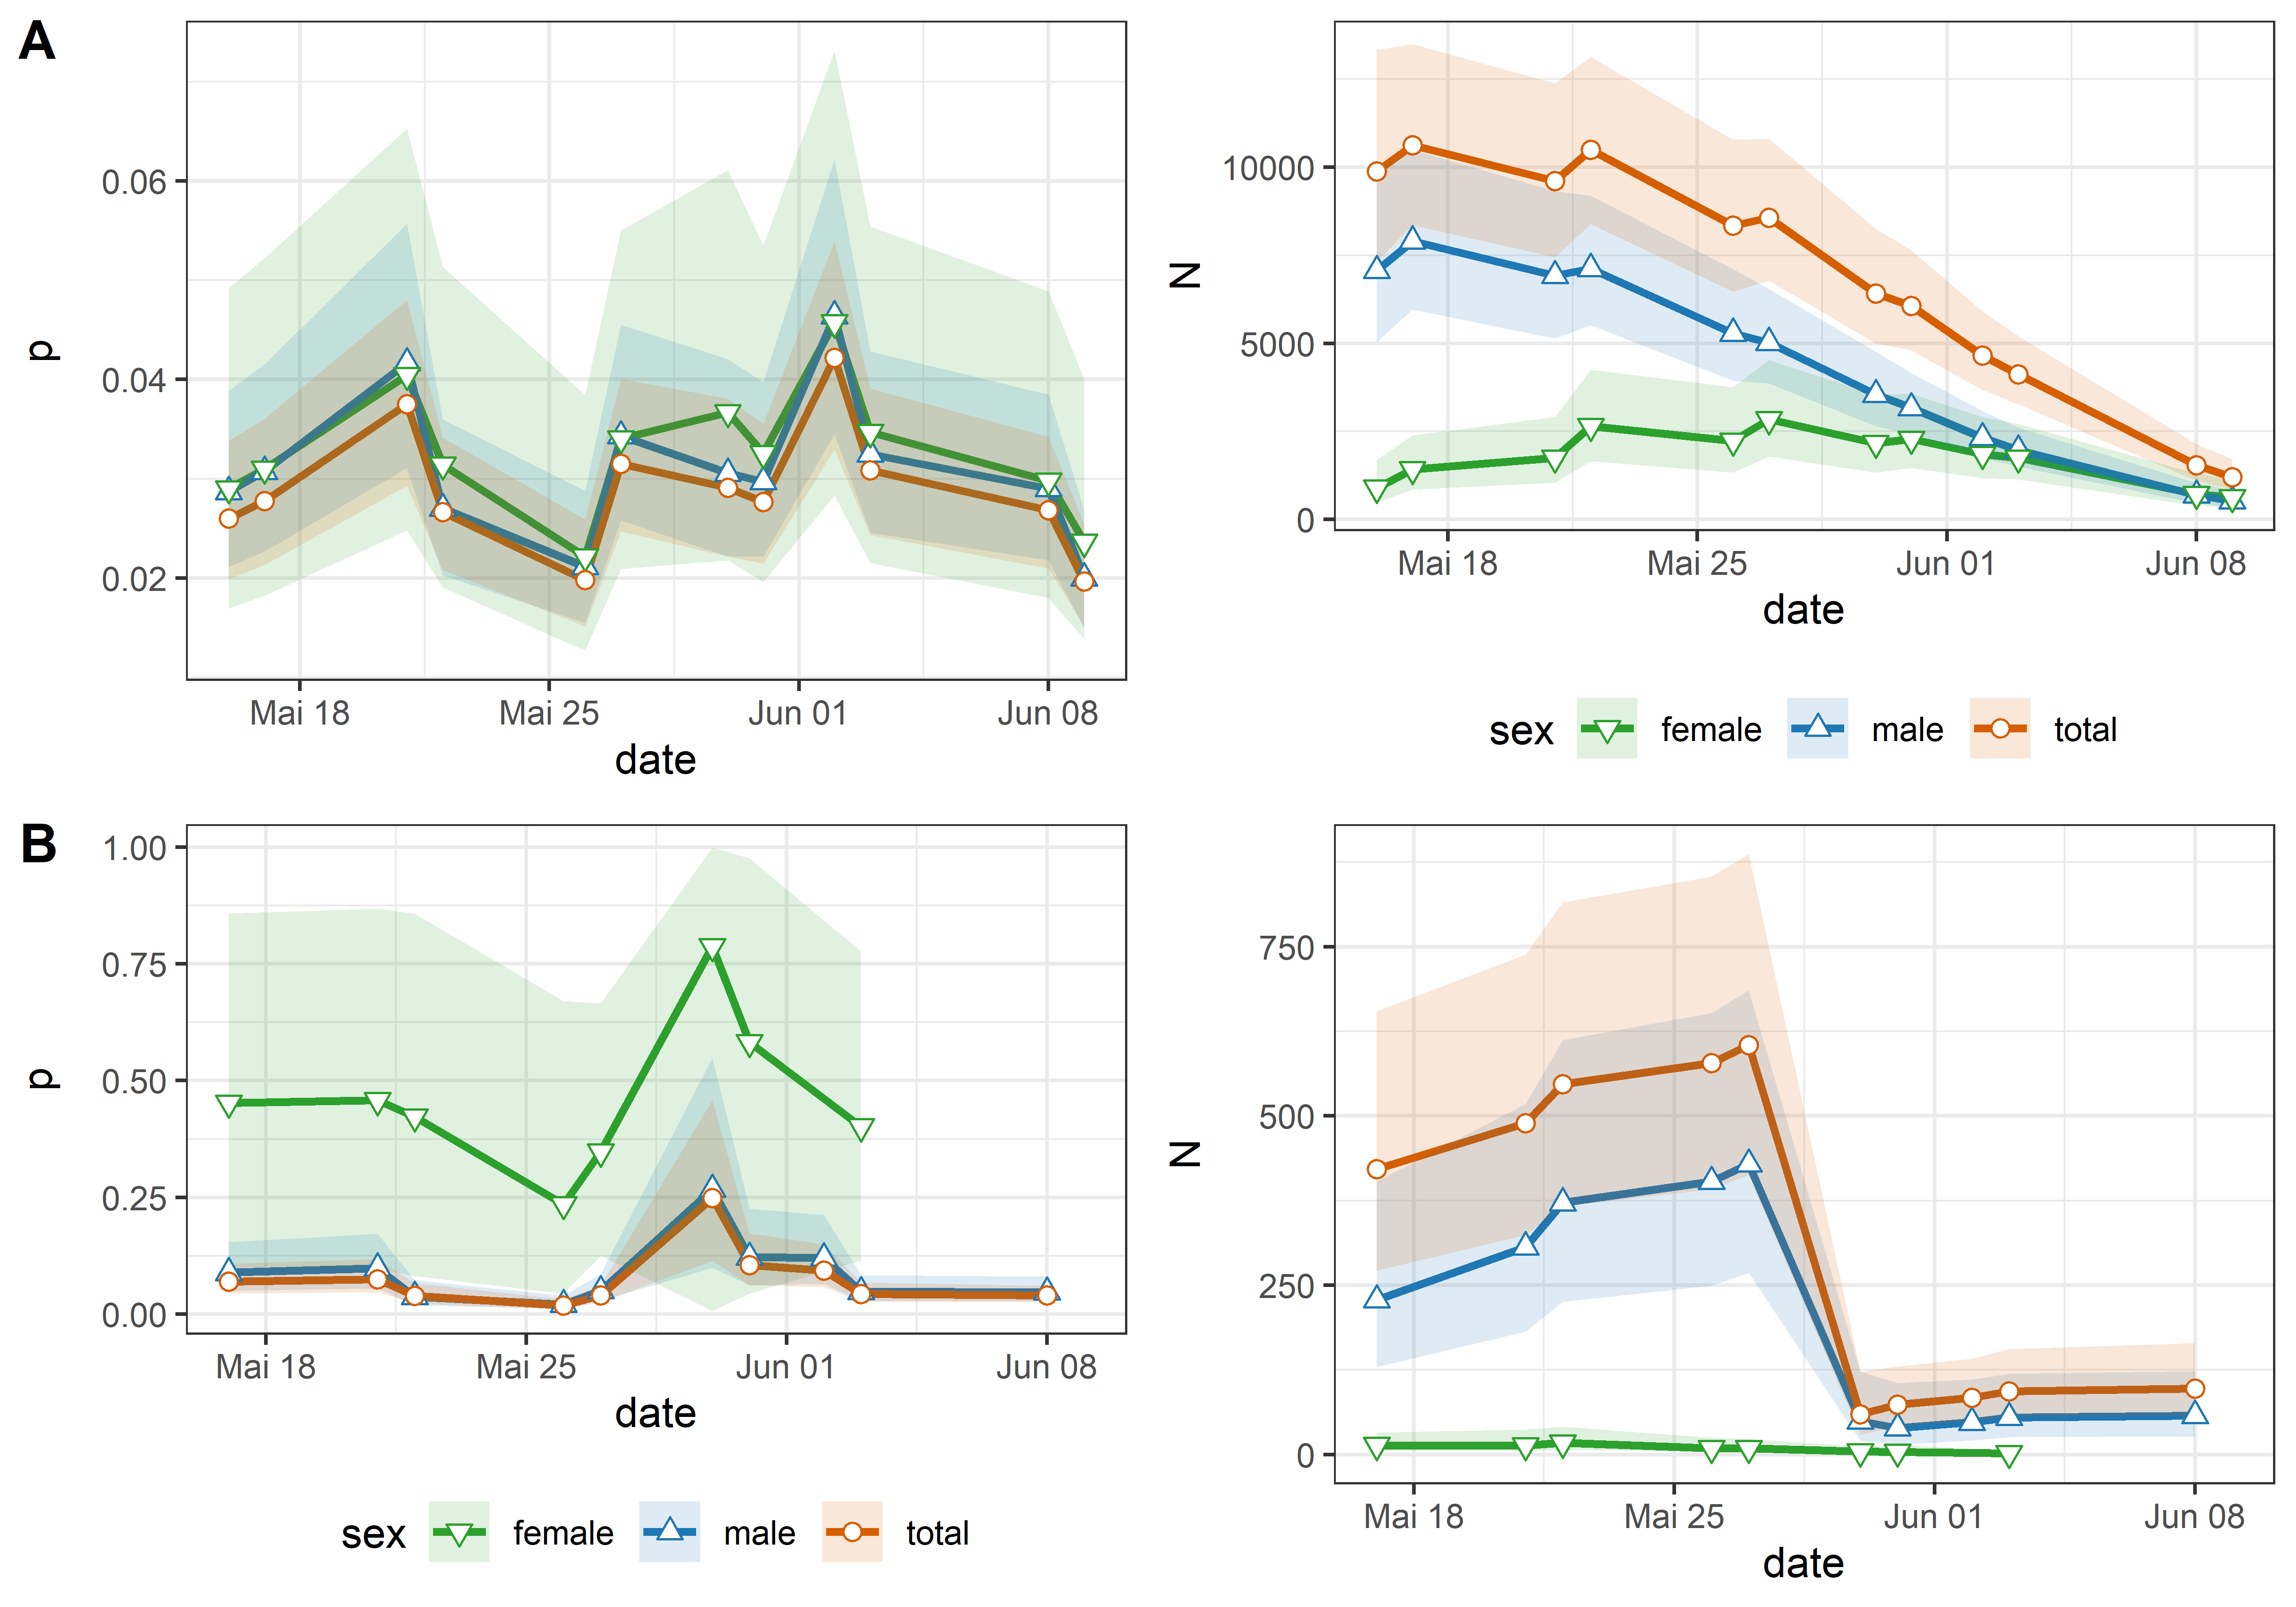 A
p
0.06
0.04
0.02
Mai 18 Mai 25 Jun 01 Jun 08
date
N
10000
5000
0
Mai 18 Mai 25 Jun 01 Jun 08
date
sex female male total
B
p
1.00
0.75
0.50
0.25
0.00
Mai 18 Mai 25 Jun 01 Jun 08
date
sex female male total
N
750
500
250
0
Mai 18 Mai 25 Jun 01 Jun 08
date